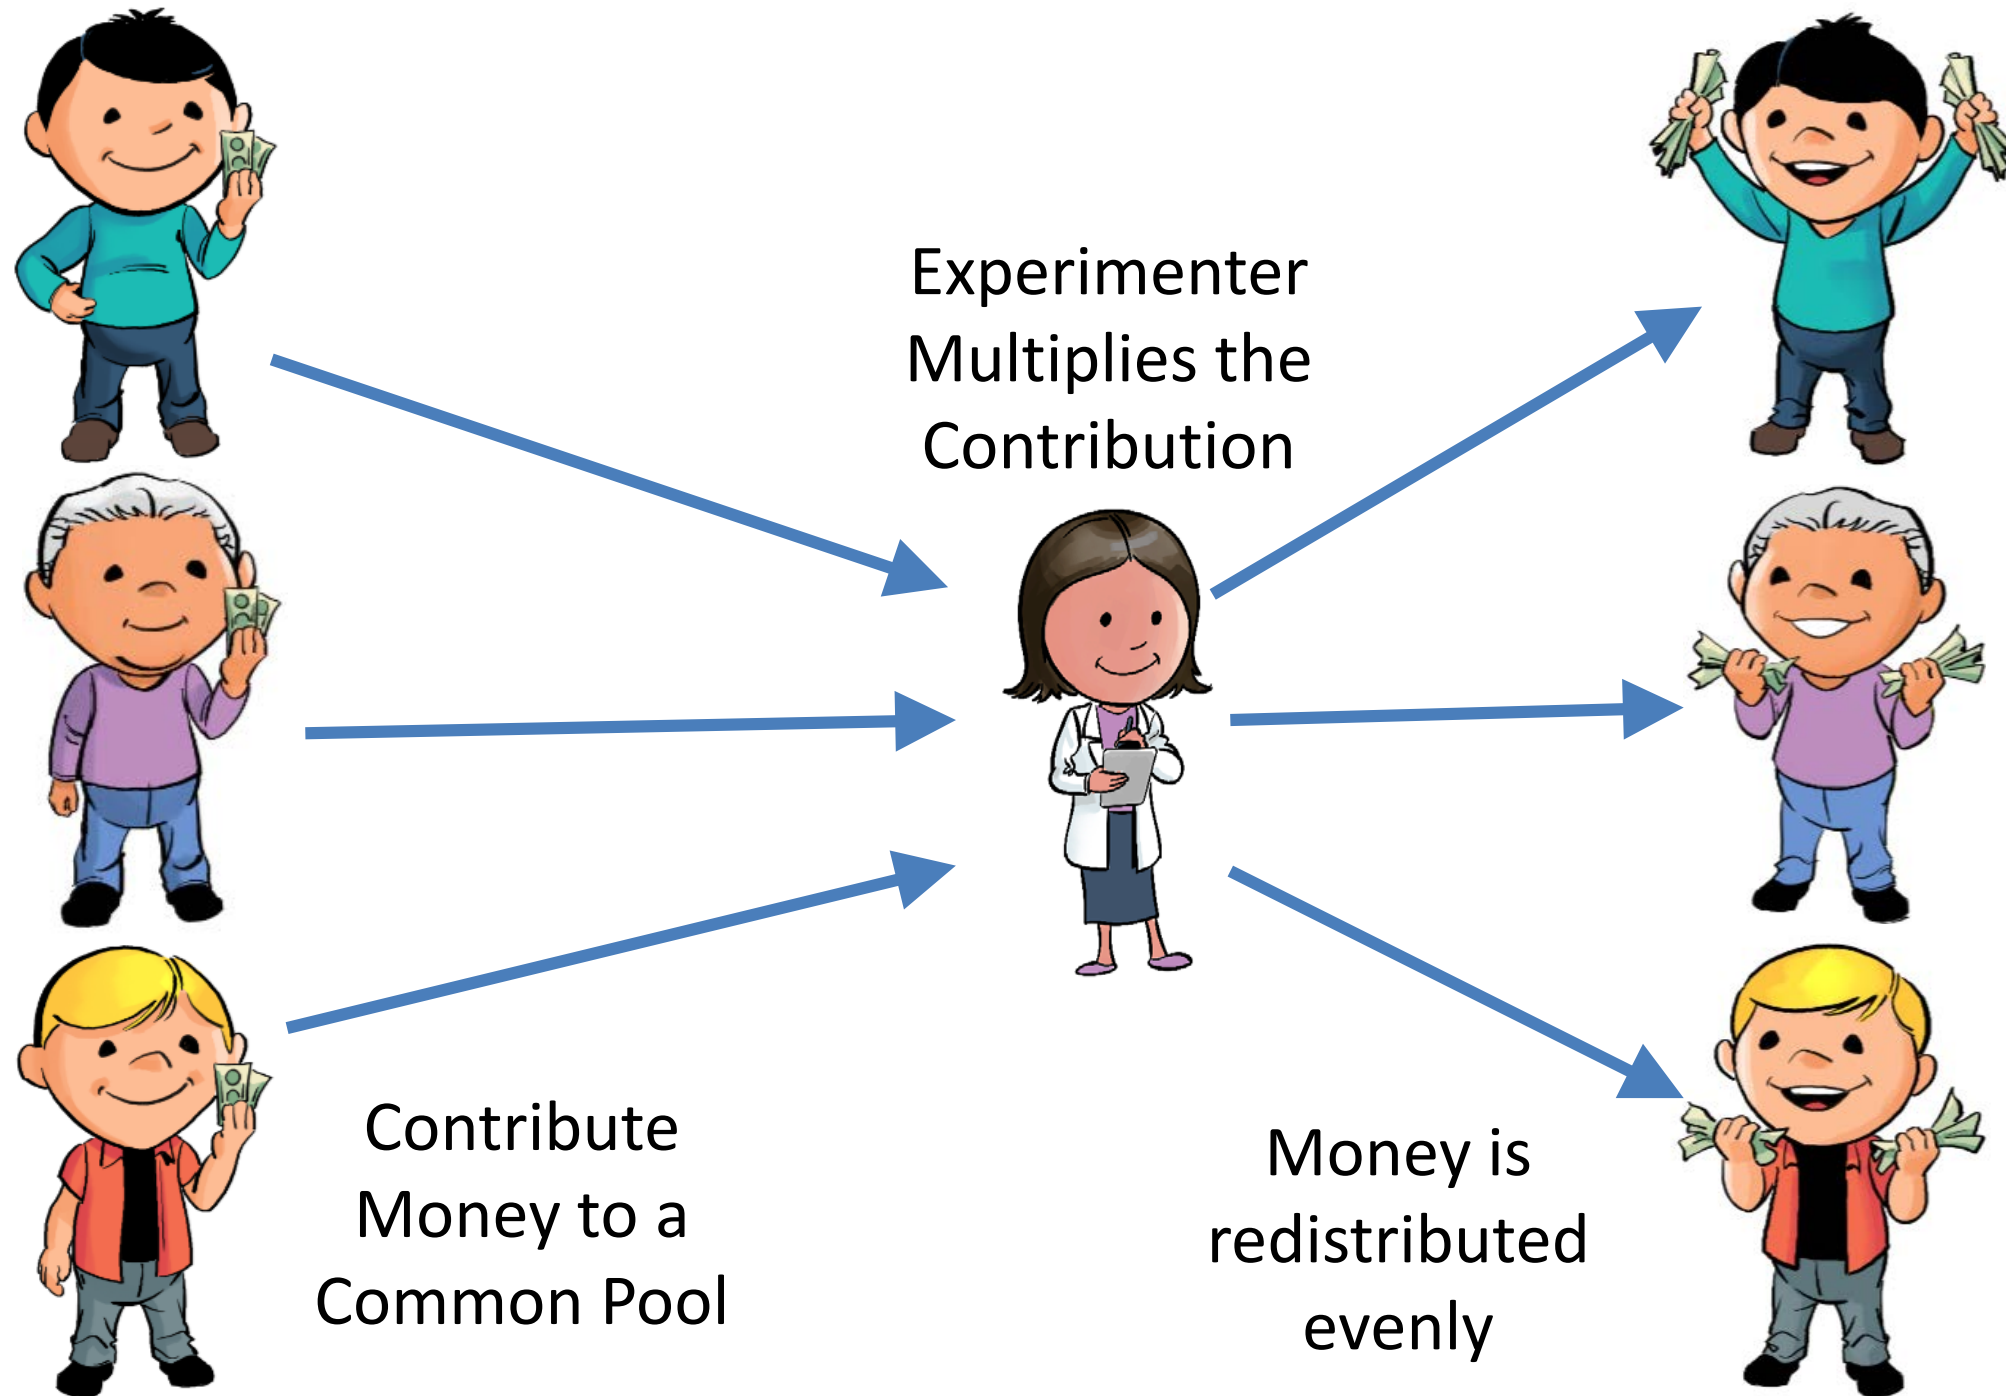 Experimenter
Multiplies the
Contribution
Contribute
Money to a
Common Pool
Money is
redistributed
evenly